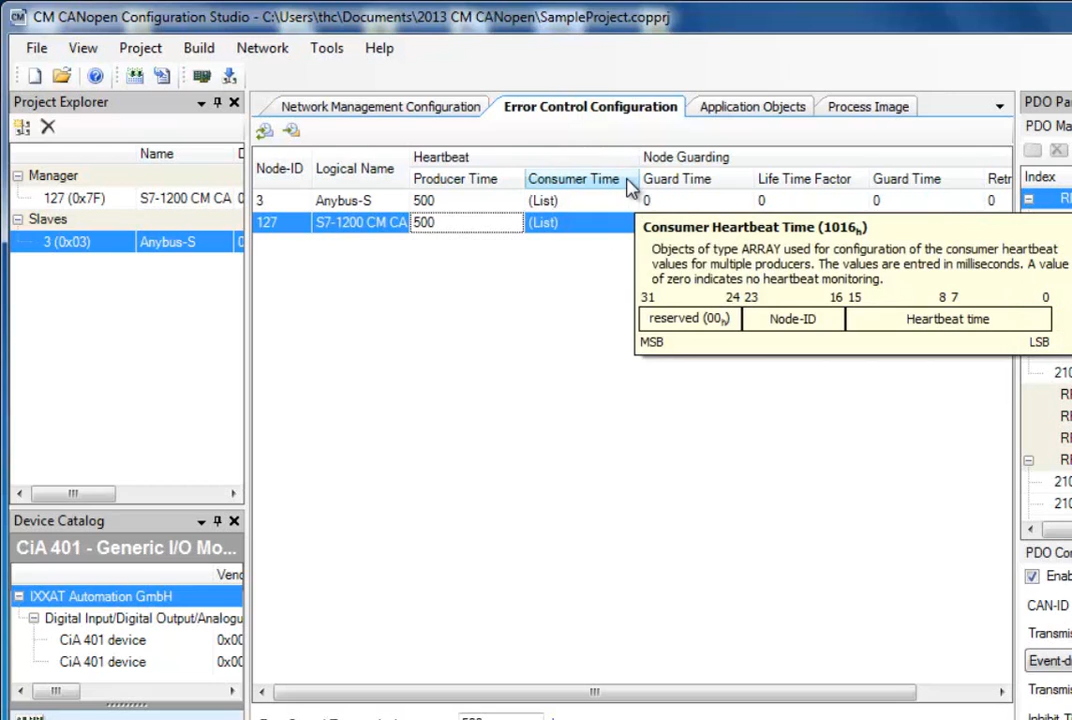 CM CANopen Configuration Studio - C:\Users\thc\Documents\2013 CM CANopen\SampleProject.copprj
File View Project Build Network Tools Help
Project Explorer
Name
Manager
127 (0x7F) S7-1200 CM CA
Slaves
3 (0x03) Anybus-S
Device Catalog
CiA 401 - Generic I/O Mo...
IXXAT Automation GmbH
Digital Input/Digital Output/Analogu
CiA 401 device 0x00
CiA 401 device 0x00
Network Management Configuration Error Control Configuration Application Objects Process Image
Node-ID Logical Name Heartbeat Node Guarding
Producer Time Consumer Time Guard Time Life Time Factor Guard Time Retr
3 Anybus-S 500 (List) 0 0 0 0
127 S7-1200 CM CA 500 (List)
Consumer Heartbeat Time (1016h)
Objects of type ARRAY used for configuration of the consumer heartbeat
values for multiple producers. The values are entred in milliseconds. A value
of zero indicates no heartbeat monitoring.
31 24 23 16 15 8 7 0
reserved (00h) Node-ID Heartbeat time
MSB LSB
PDO Par
PDO Ma
Index
210
210
210
PDO Co
Enab
CAN-ID
Transmis
Event-d
Transmis